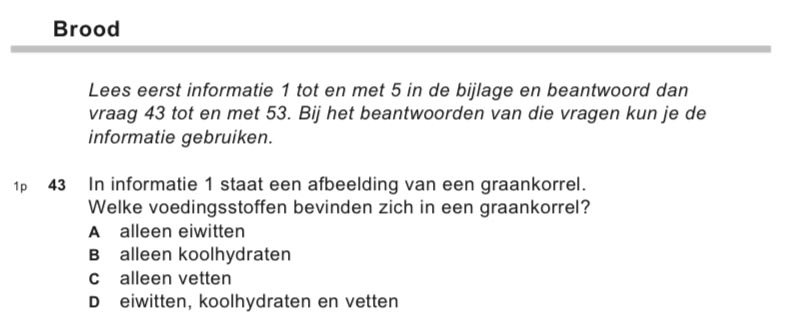 Brood
Lees eerst informatie 1 tot en met 5 in de bijlage en beantwoord dan
vraag 43 tot en met 53. Bij het beantwoorden van die vragen kun je de
informatie gebruiken.
1p 43 In informatie 1 staat een afbeelding van een graankorrel.
Welke voedingsstoffen bevinden zich in een graankorrel?
A alleen eiwitten
B alleen koolhydraten
C alleen vetten
D eiwitten, koolhydraten en vetten